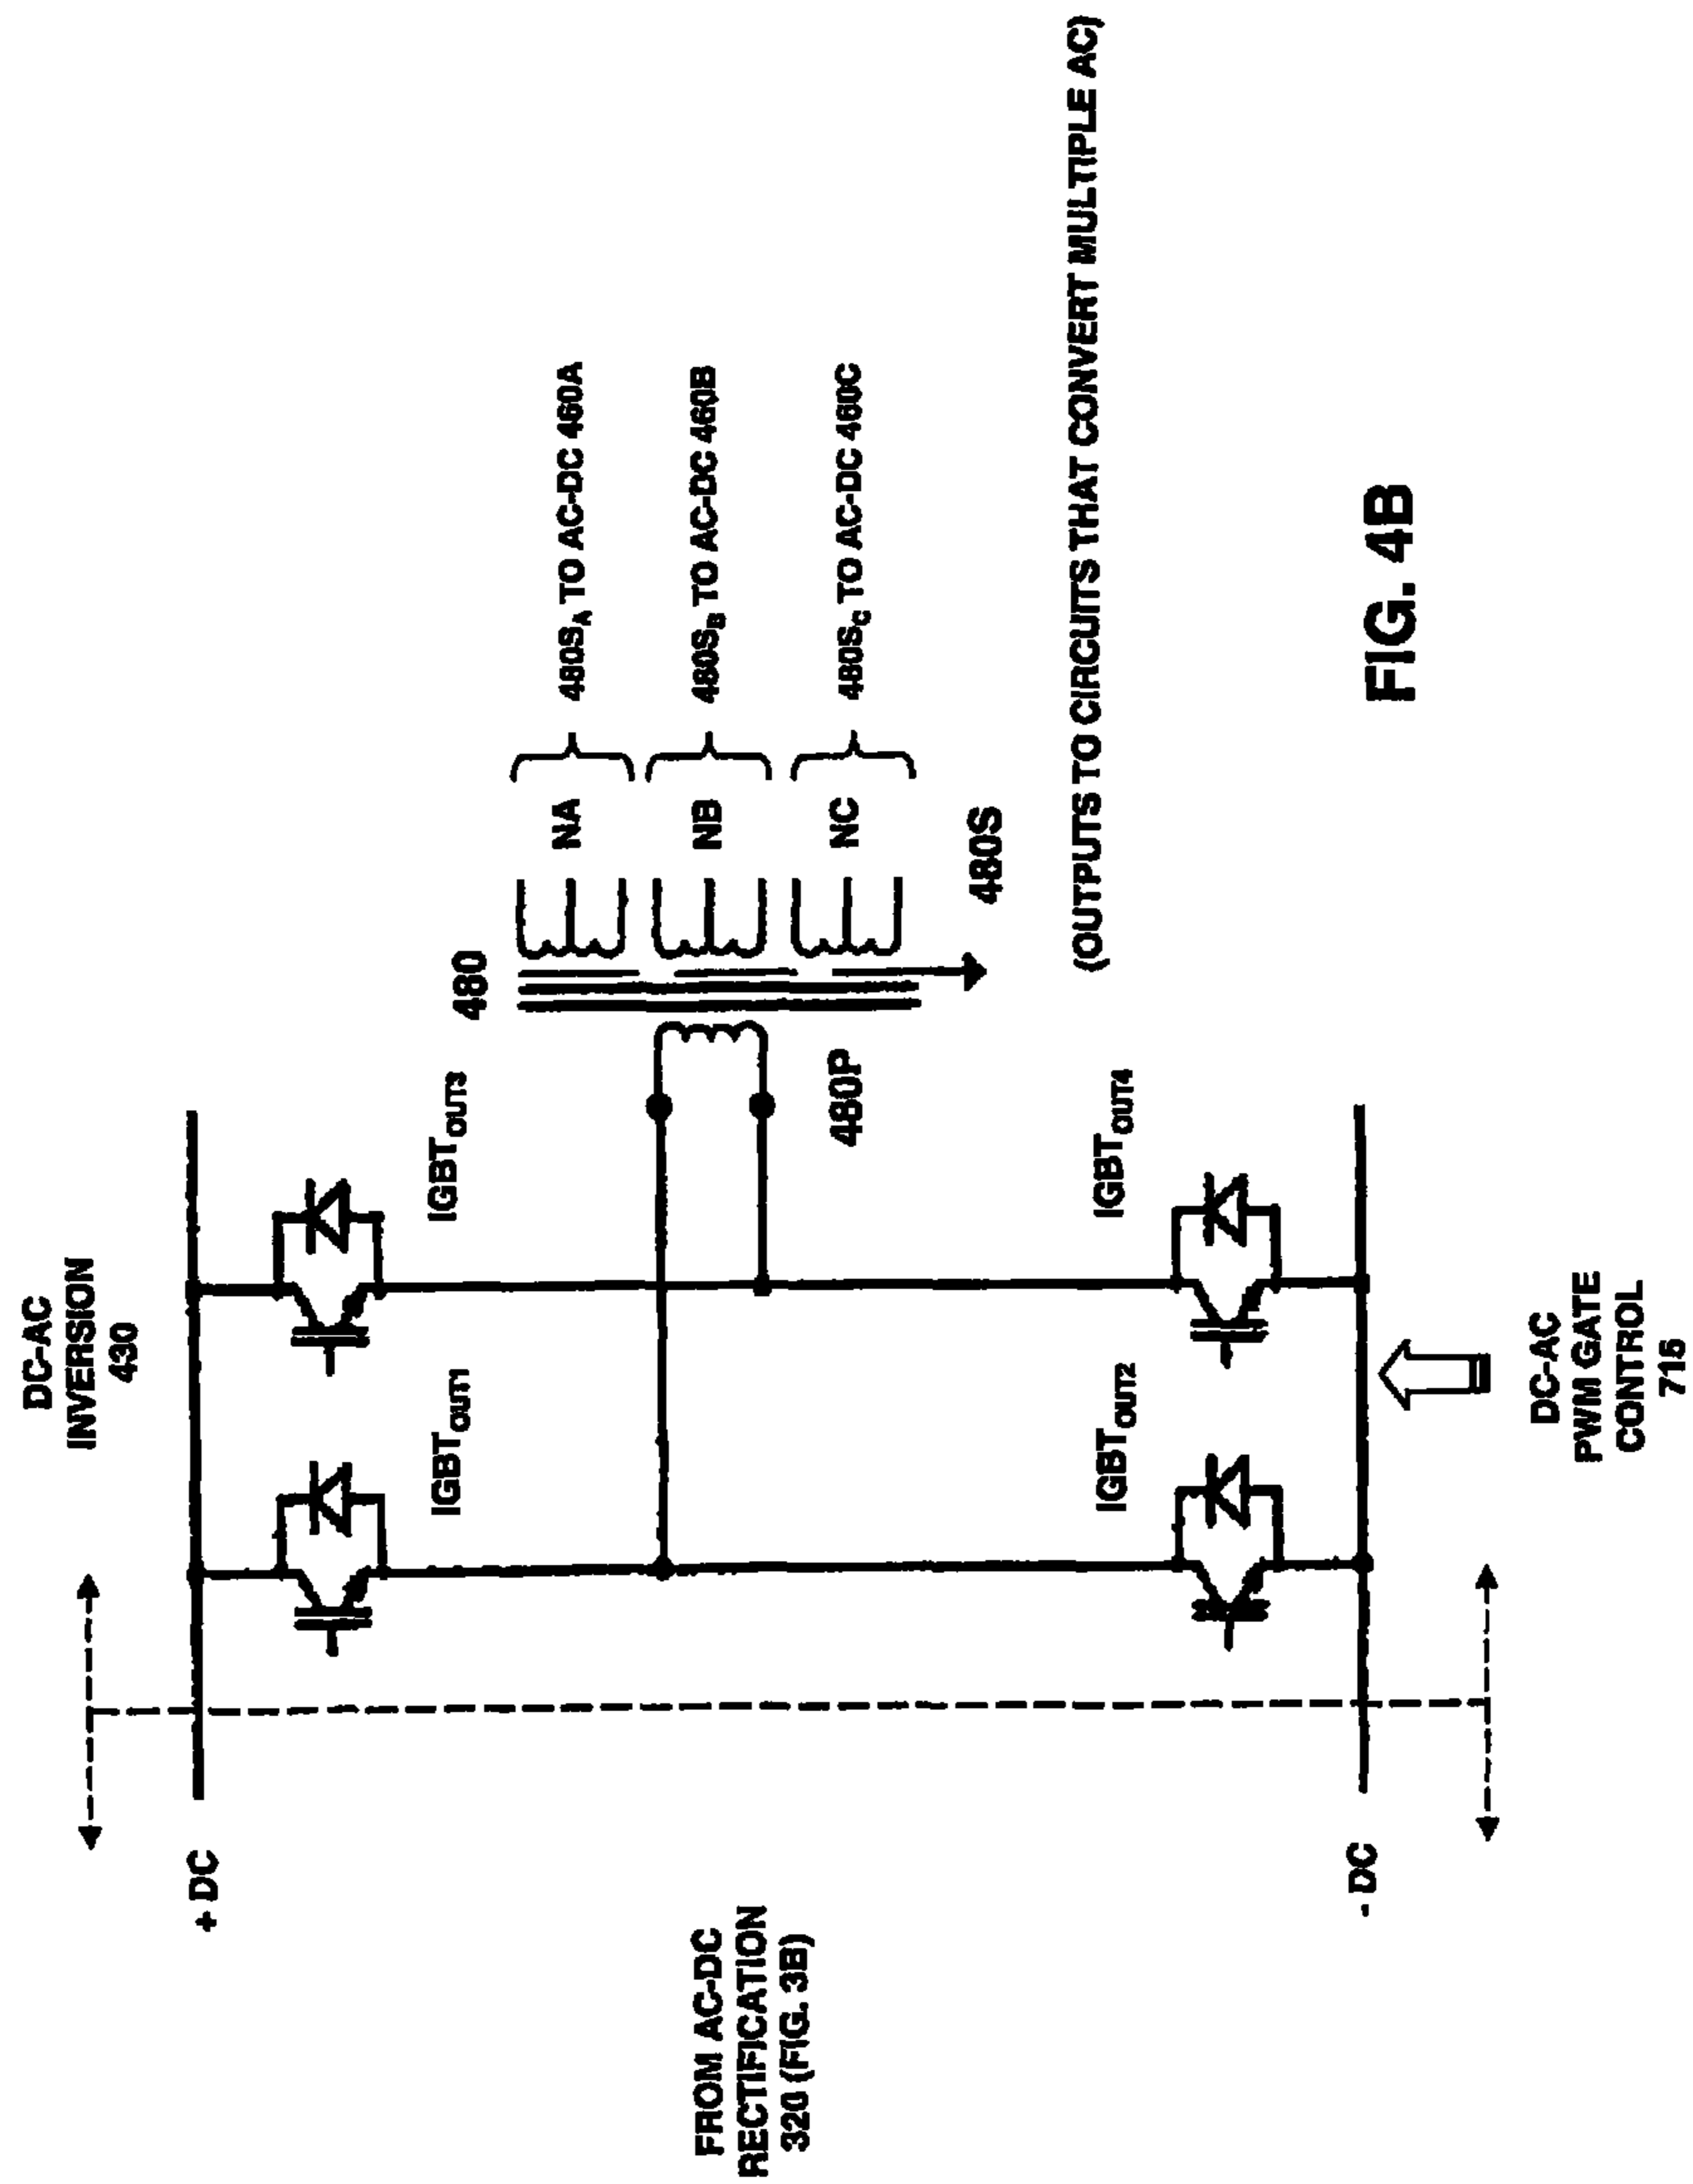 DC-AC
INVERSION
430
+ DC
IGBTOUT1
IGBTOUT3
480
NA
480SA TO AC-DC 460A
NB
480SB TO AC-DC 460B
NC
480SC TO AC-DC 460C
480P
480S
FROM AC-DC
RECTIFICATION
320 (FIG. 3B)
(OUTPUTS TO CIRCUITS THAT CONVERT MULTIPLE AC)
IGBTOUT2
IGBTOUT4
- DC
DC-AC
PWM GATE
CONTROL
715
FIG. 4B